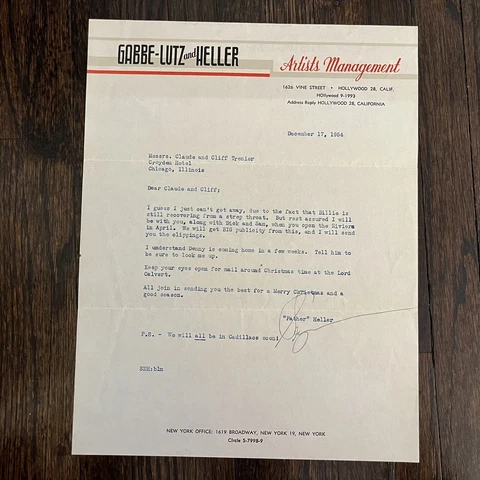 GABBE-LUTZ and HELLER
Artists Management
1626 VINE STREET • HOLLYWOOD 28, CALIF.
HOllywood 9-1993
Address Reply HOLLYWOOD 28, CALIFORNIA
December 17, 1954
Messrs. Claude and Cliff Trenier
Croydon Hotel
Chicago, Illinois
Dear Claude and Cliff;
I guess I just can't get away, due to the fact that Billie is
still recovering from a strep throat. But rest assured I will
be with you, along with Dick and Sam, when you open the Riviera
in April. We will get BIG publicity from this, and I will send
you the clippings.
I understand Denny is coming home in a few weeks. Tell him to
be sure to look me up.
Keep your eyes open for mail around Christmas time at the Lord
Calvert.
All join in sending you the best for a Merry Christmas and a
good season.
"Father" Heller
P.S. - We will all be in Cadillacs soon!
SHH:blm
NEW YORK OFFICE: 1619 BROADWAY, NEW YORK 19, NEW YORK
Circle 5-7998-9